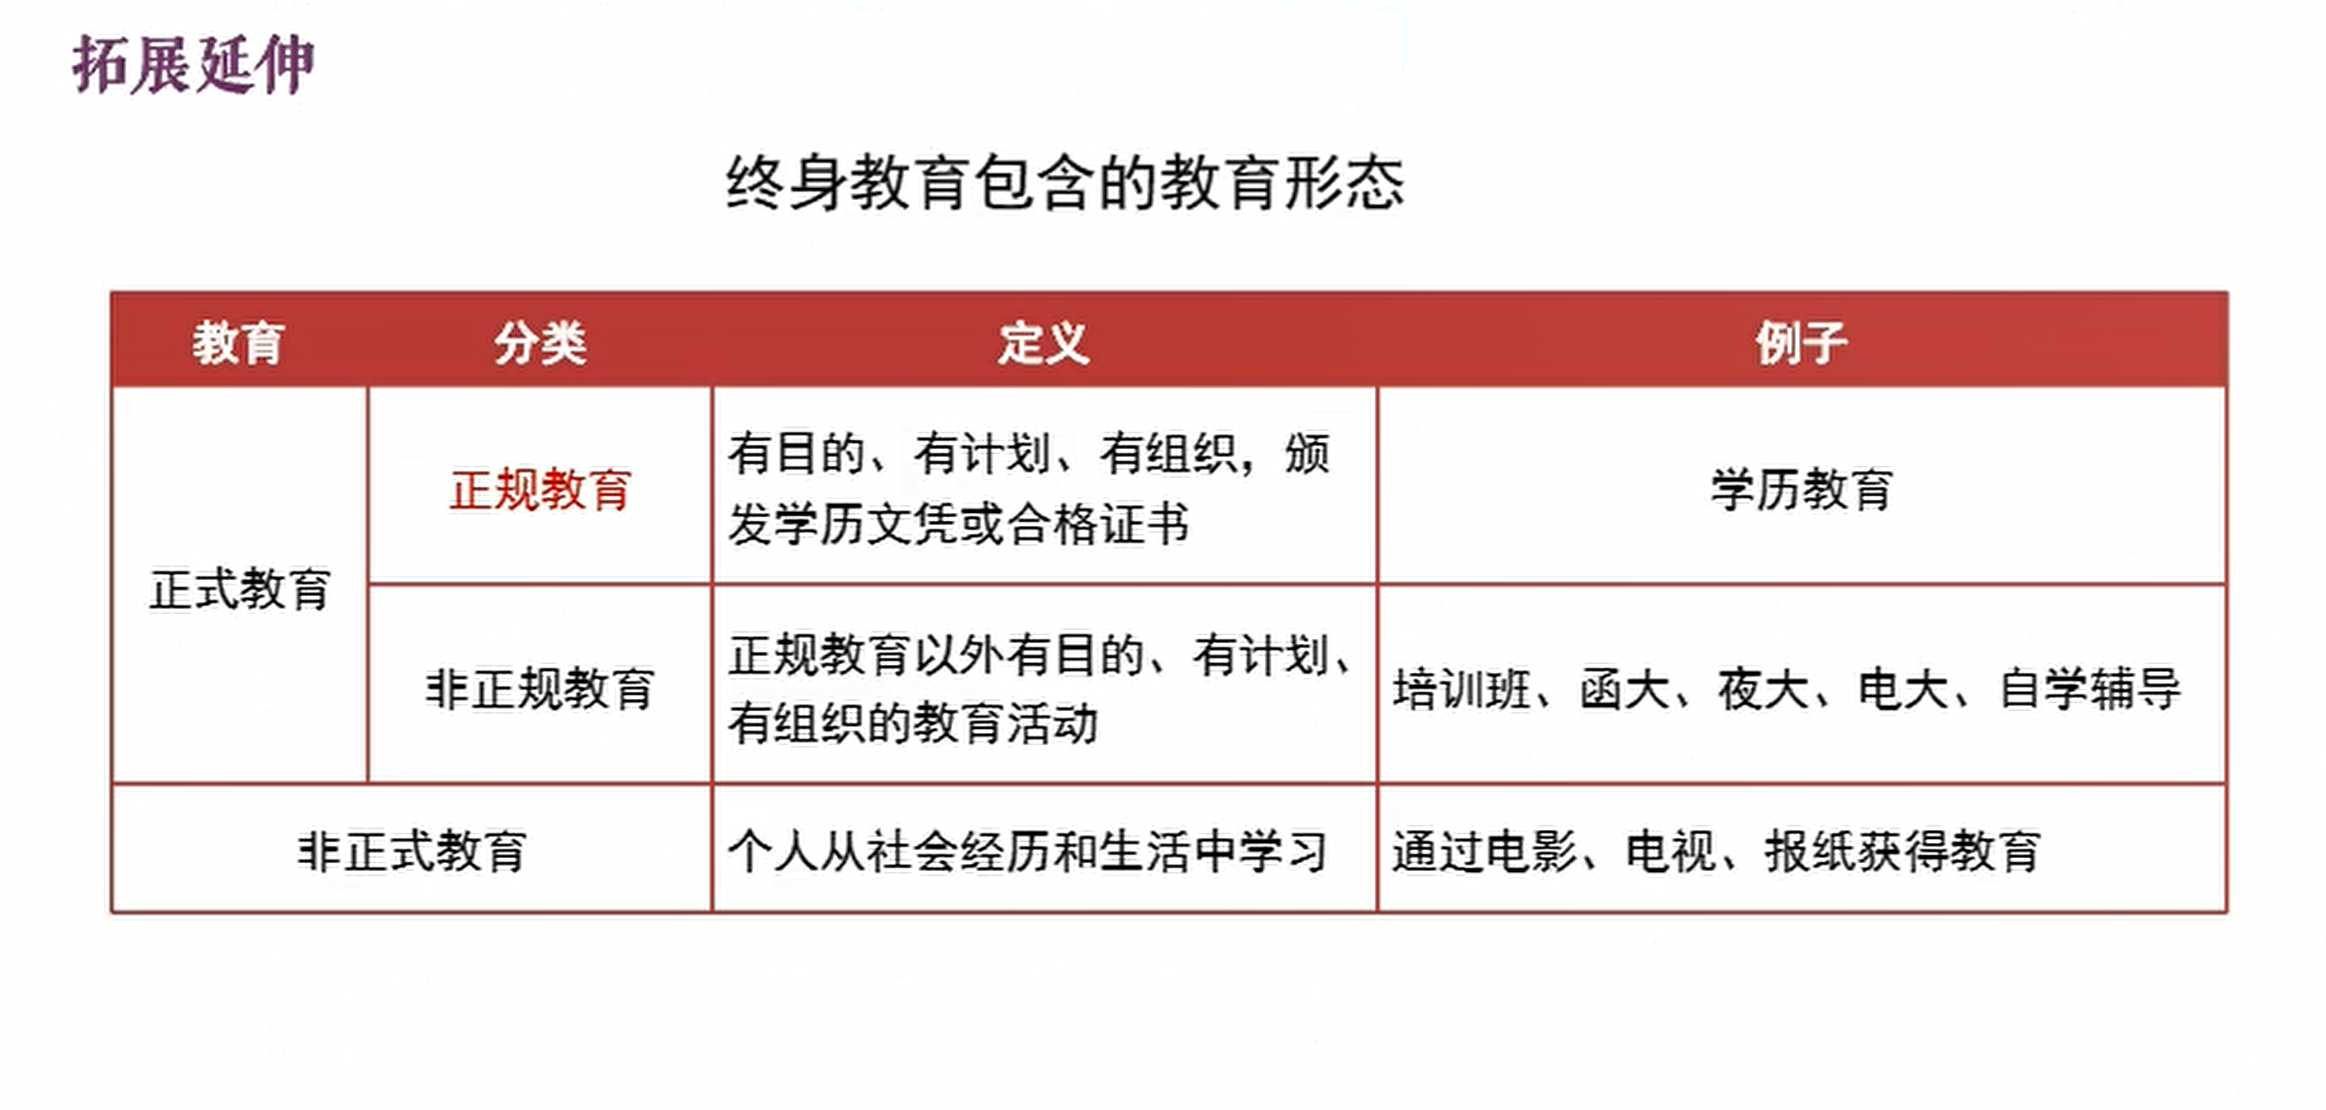 拓展延伸
终身教育包含的教育形态
教育 分类 定义 例子
正式教育
正规教育
有目的、有计划、有组织，颁
发学历文凭或合格证书
学历教育
非正规教育
正规教育以外有目的、有计划、
有组织的教育活动
培训班、函大、夜大、电大、自学辅导
非正式教育
个人从社会经历和生活中学习
通过电影、电视、报纸获得教育